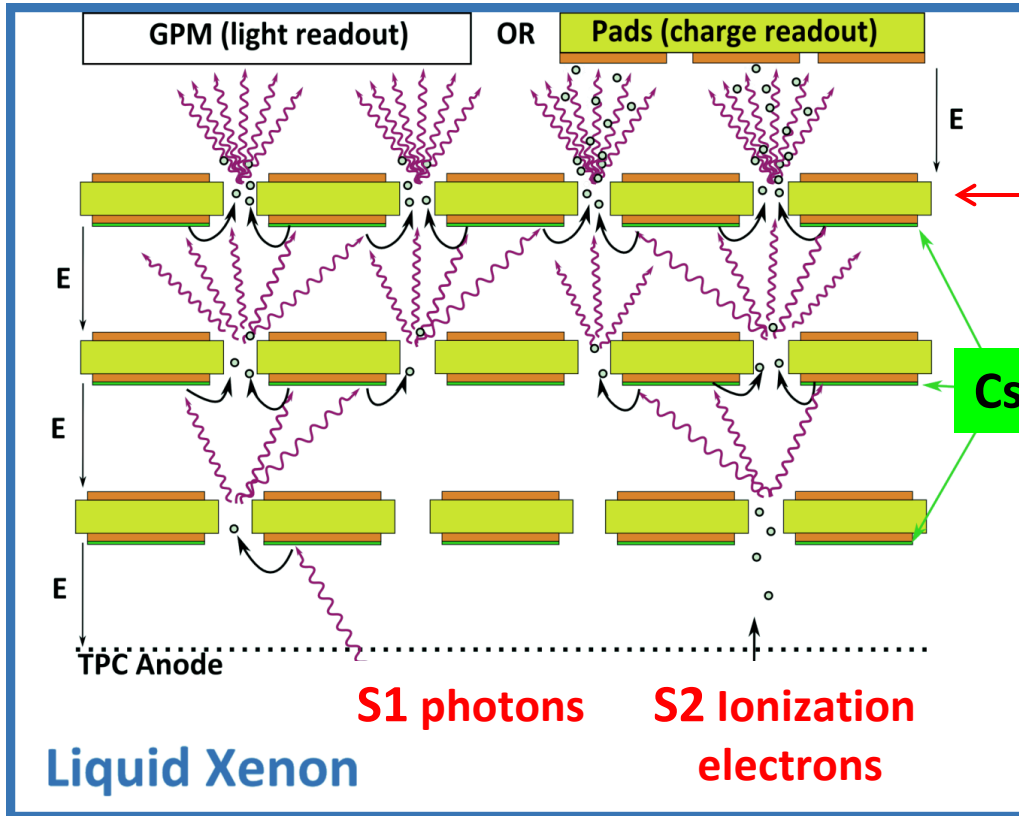 GPM (light readout) OR Pads (charge readout)
E
E
Cs
E
E
TPC Anode
S1 photons S2 Ionization
electrons
Liquid Xenon